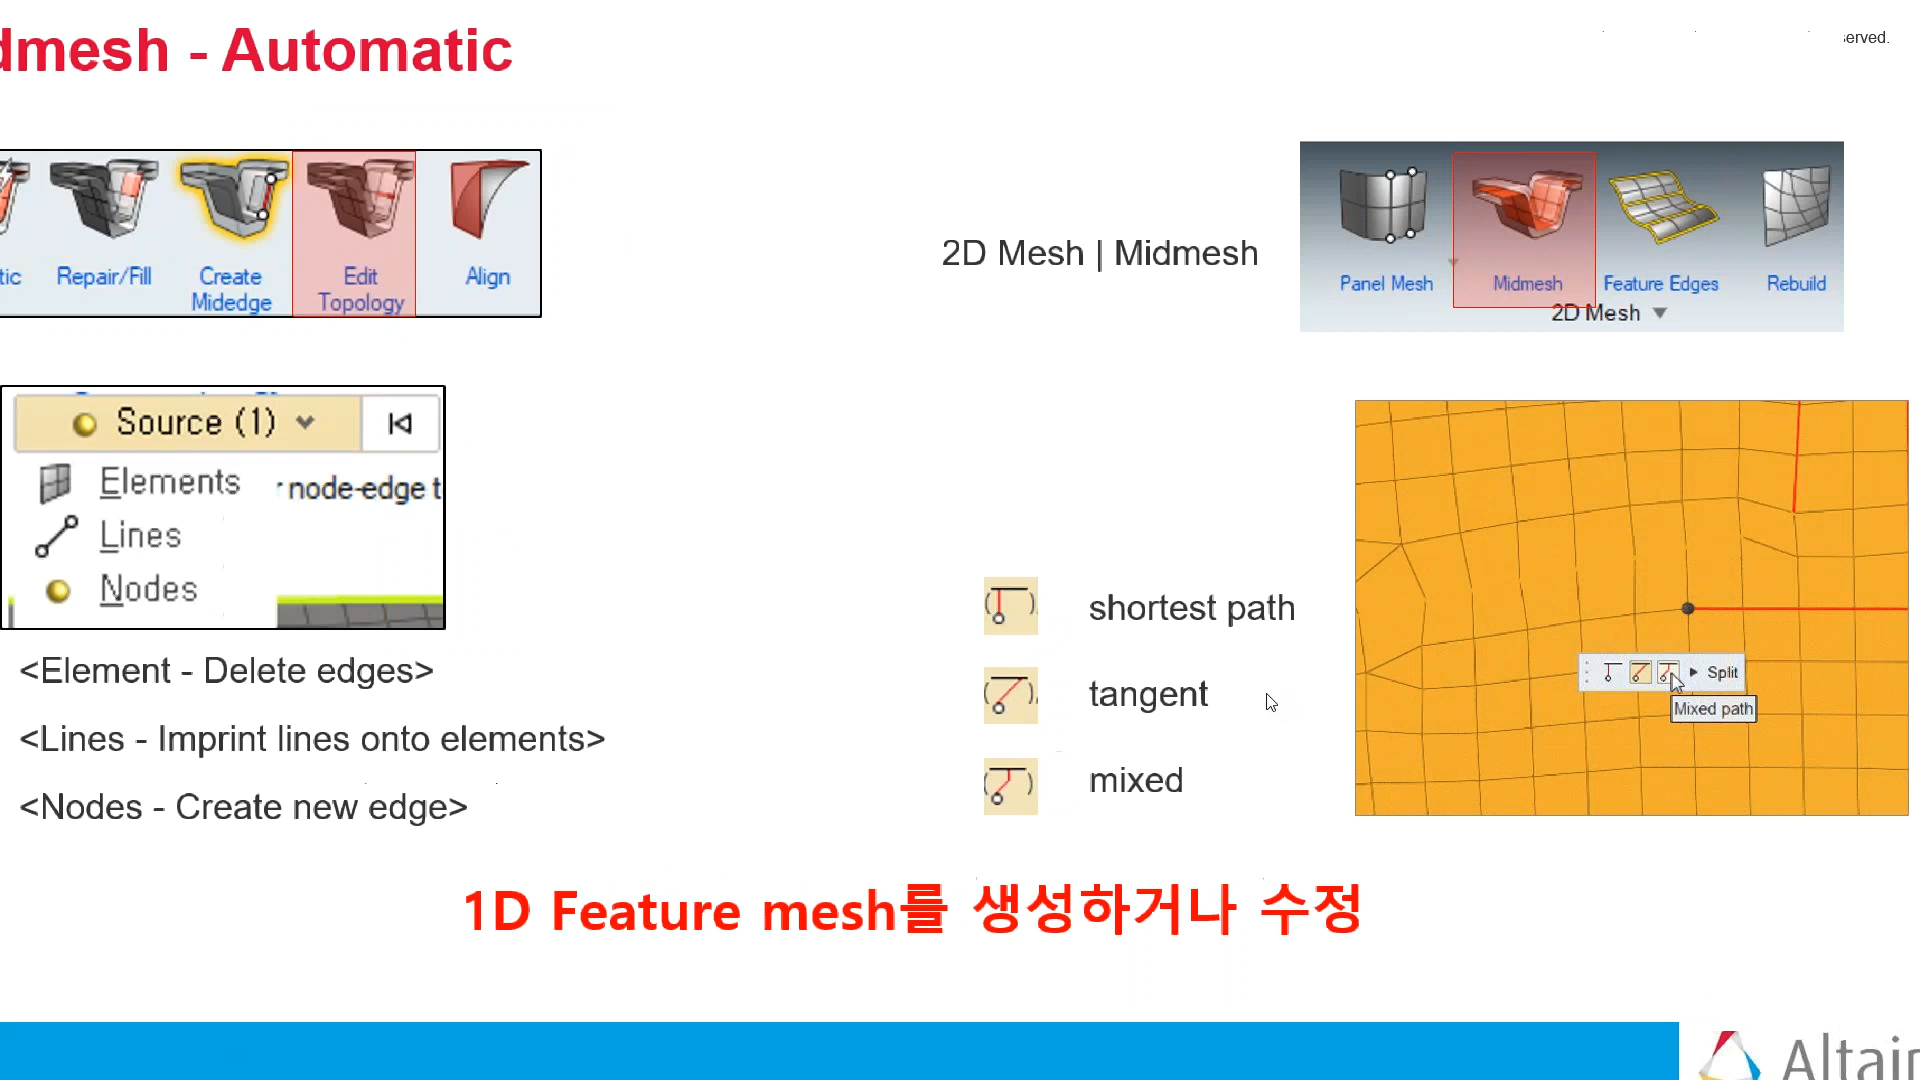 dmesh - Automatic
served.
tic
Repair/Fill
Create
Midedge
Edit
Topology
Align
2D Mesh | Midmesh
Panel Mesh
Midmesh
Feature Edges
Rebuild
2D Mesh
Source (1)
Elements
r node-edge t
Lines
Nodes
<Element - Delete edges>
<Lines - Imprint lines onto elements>
<Nodes - Create new edge>
shortest path
tangent
mixed
Split
Mixed path
1D Feature mesh를 생성하거나 수정
Altair